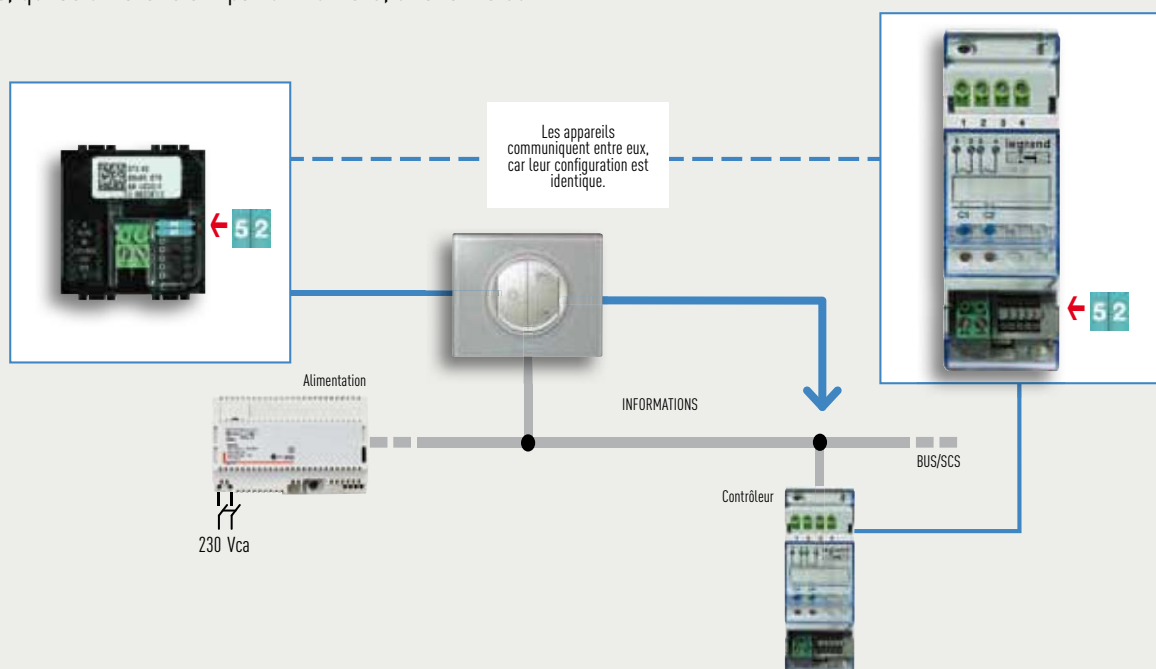 Les appareils
communiquent entre eux,
car leur configuration est
identique.
5 2
1 2 3 4
legrand
C1 C2
5 2
Alimentation
INFORMATIONS
BUS/SCS
Contrôleur
230 Vca